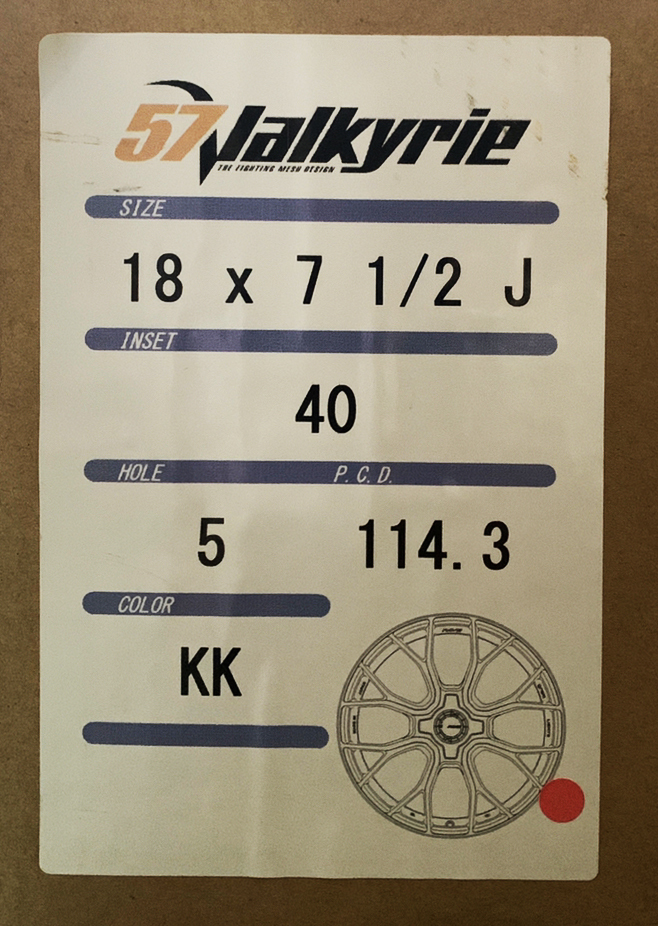 57Valkyrie
THE FIGHTING MESH DESIGN
SIZE
18 x 7 1/2 J
INSET
40
HOLE P.C.D.
5 114.3
COLOR
KK